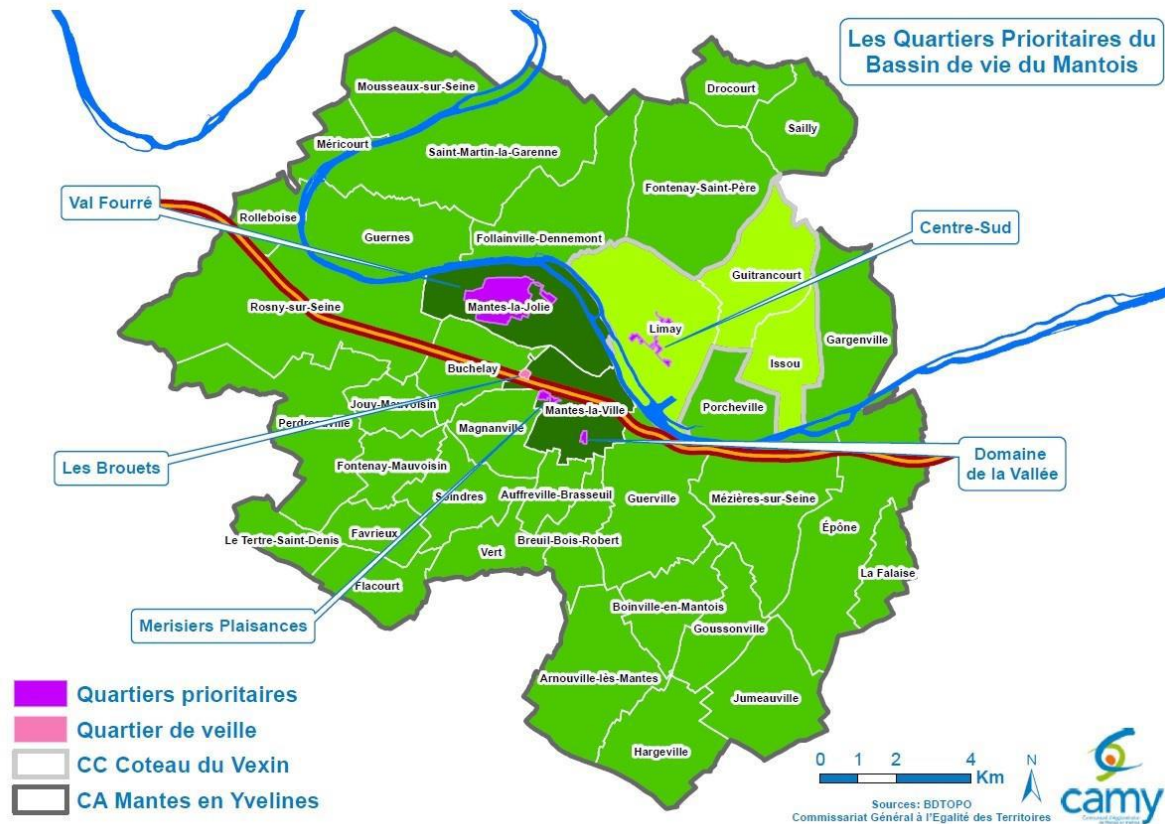 Les Quartiers Prioritaires du
Bassin de vie du Mantois
Mousseaux-sur-Seine
Drocourt
Sailly
Méricourt
Saint-Martin-la-Garenne
Fontenay-Saint-Père
Val Fourré
Rolleboise
Guernes
Follainville-Dennemont
Centre-Sud
Guitrancourt
Rosny-sur-Seine
Mantes-la-Jolie
Limay
Gargenville
Issou
Buchelay
Jouy-Mauvoisin
Mantes-la-Ville
Porcheville
Perdreauville
Magnanville
Les Brouets
Fontenay-Mauvoisin
Domaine
de la Vallée
Soindres
Auffreville-Brasseuil
Guerville
Mézières-sur-Seine
Épône
Le Tertre-Saint-Denis
Favrieux
Vert
Breuil-Bois-Robert
La Falaise
Flacourt
Boinville-en-Mantois
Goussonville
Merisiers Plaisances
Arnouville-lès-Mantes
Jumeauville
Hargeville
Quartiers prioritaires
Quartier de veille
CC Coteau du Vexin
CA Mantes en Yvelines
0 1 2 4
Km
N
Sources: BDTOPO
Commissariat Général à l'Egalité des Territoires
camy